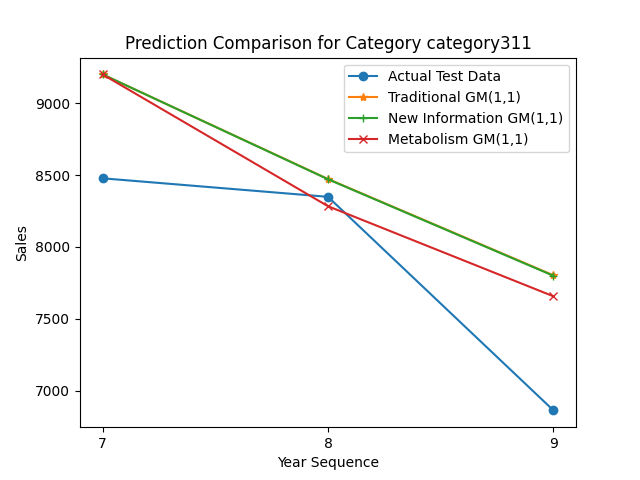 Prediction Comparison for Category category311
Actual Test Data
Traditional GM(1,1)
New Information GM(1,1)
Metabolism GM(1,1)
Sales
9000
8500
8000
7500
7000
7 8 9
Year Sequence